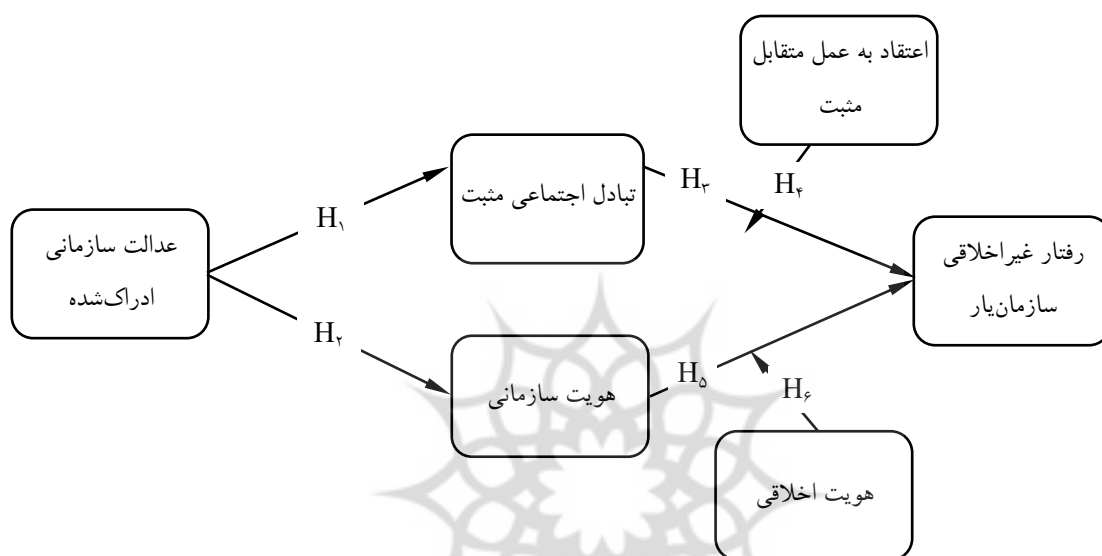 اعتقاد به عمل متقابل
مثبت
H۴
تبادل اجتماعی مثبت
H۳
H۱
عدالت سازمانی
ادراک‌شده
رفتار غیراخلاقی
سازمان‌یار
H۲
هویت سازمانی
H۵
H۶
هویت اخلاقی